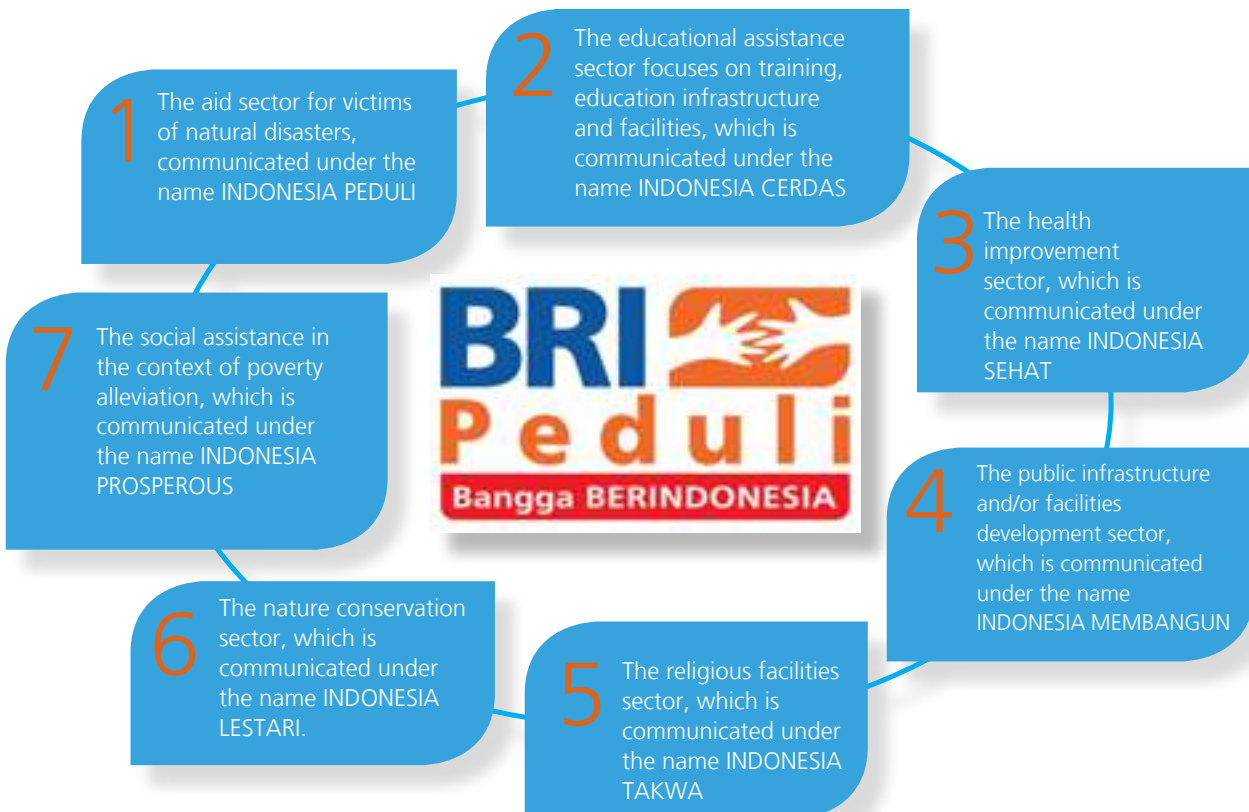 1
The aid sector for victims
of natural disasters,
communicated under the
name INDONESIA PEDULI
2
The educational assistance
sector focuses on training,
education infrastructure
and facilities, which is
communicated under the
name INDONESIA CERDAS
3
The health
improvement
sector, which is
communicated under
the name INDONESIA
SEHAT
4
The public infrastructure
and/or facilities
development sector,
which is communicated
under the name
INDONESIA MEMBANGUN
5
The religious facilities
sector, which is
communicated under
the name INDONESIA
TAKWA
6
The nature conservation
sector, which is
communicated under
the name INDONESIA
LESTARI.
7
The social assistance in
the context of poverty
alleviation, which is
communicated under
the name INDONESIA
PROSPEROUS
BRI
Peduli
Bangga BERINDONESIA